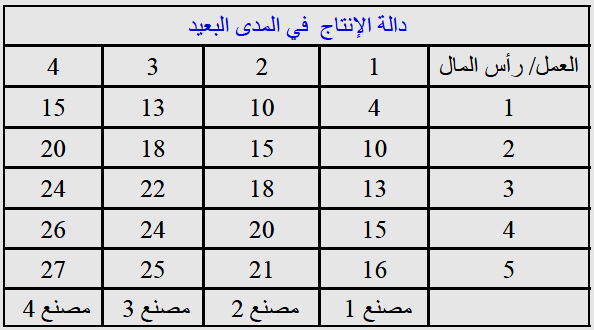 دالة الإنتاج في المدى البعيد
العمل/ رأس المال 1 2 3 4
1 4 10 13 15
2 10 15 18 20
3 13 18 22 24
4 15 20 24 26
5 16 21 25 27
مصنع 1 مصنع 2 مصنع 3 مصنع 4